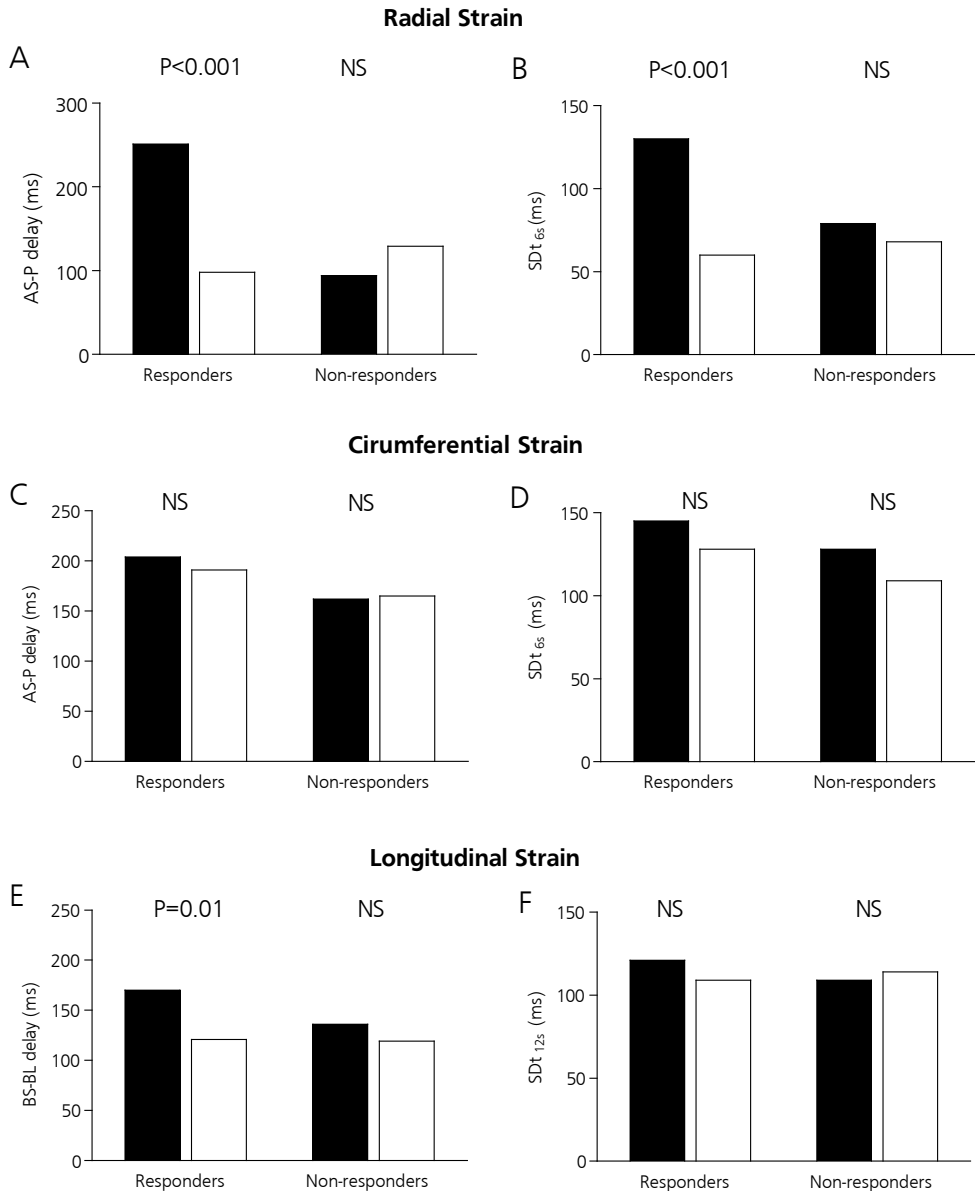 Radial Strain
A
P<0.001 NS
300
200
100
0
AS-P delay (ms)
Responders Non-responders
B
P<0.001 NS
150
100
50
0
SDt 6s (ms)
Responders Non-responders
Cirumferential Strain
C
NS NS
250
200
150
100
50
0
AS-P delay (ms)
Responders Non-responders
D
NS NS
150
100
50
0
SDt 6s (ms)
Responders Non-responders
Longitudinal Strain
E
P=0.01 NS
250
200
150
100
50
0
BS-BL delay (ms)
Responders Non-responders
F
NS NS
150
100
50
0
SDt 12s (ms)
Responders Non-responders